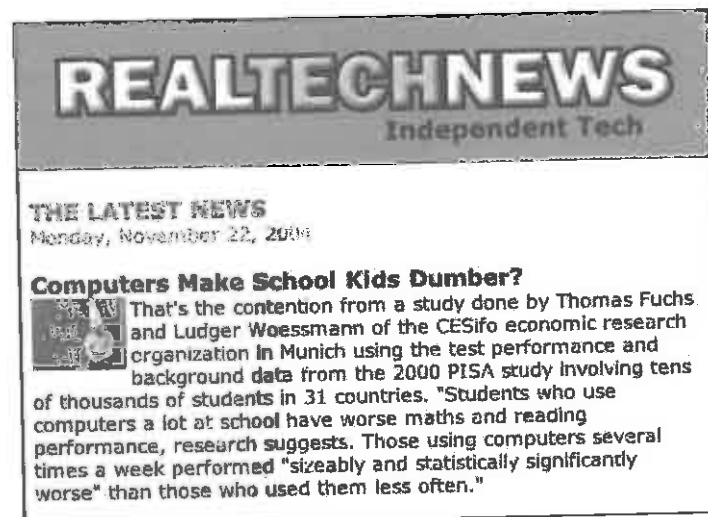 REALTECHNEWS
Independent Tech
THE LATEST NEWS
Monday, November 22, 2004
Computers Make School Kids Dumber?
That's the contention from a study done by Thomas Fuchs
and Ludger Woessmann of the CESifo economic research
organization in Munich using the test performance and
background data from the 2000 PISA study involving tens
of thousands of students in 31 countries. "Students who use
computers a lot at school have worse maths and reading
performance, research suggests. Those using computers several
times a week performed "sizeably and statistically significantly
worse" than those who used them less often."